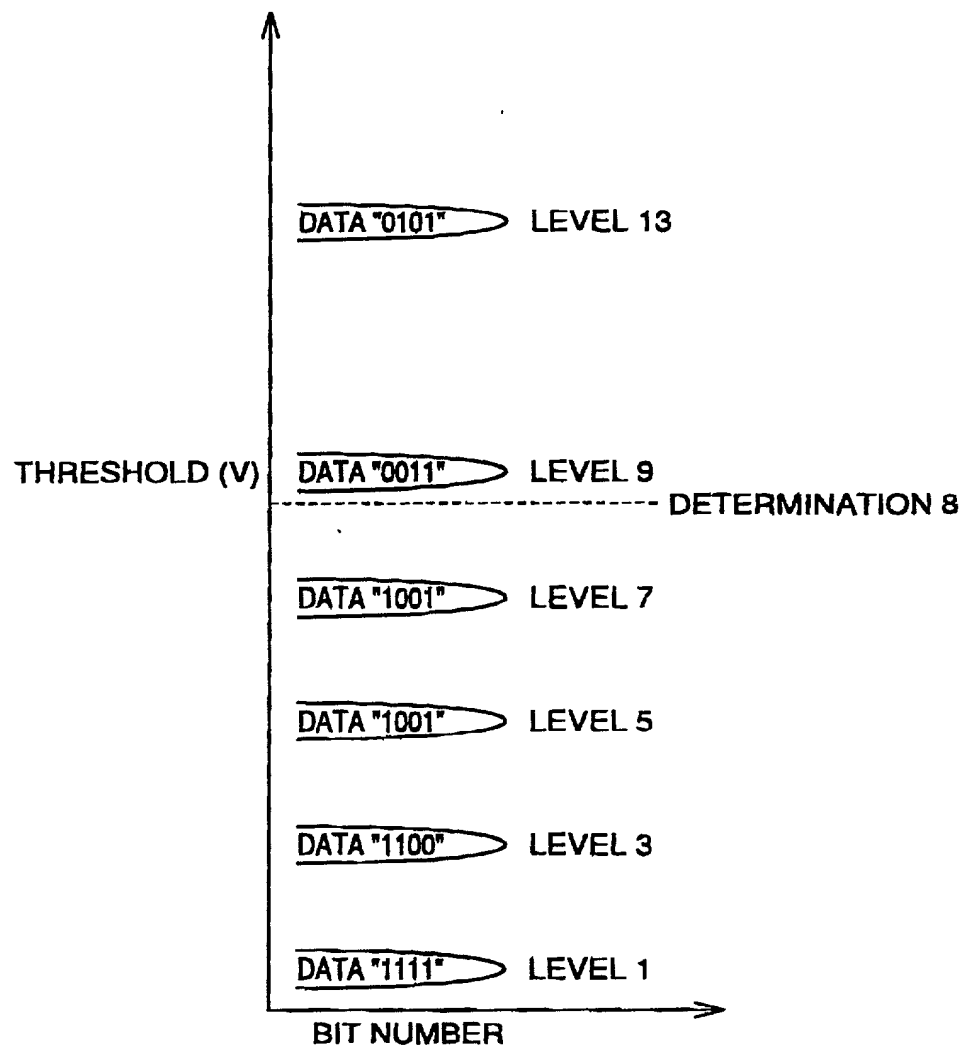 DATA "0101" LEVEL 13
THRESHOLD (V) DATA "0011" LEVEL 9
DETERMINATION 8
DATA "1001" LEVEL 7
DATA "1001" LEVEL 5
DATA "1100" LEVEL 3
DATA "1111" LEVEL 1
BIT NUMBER